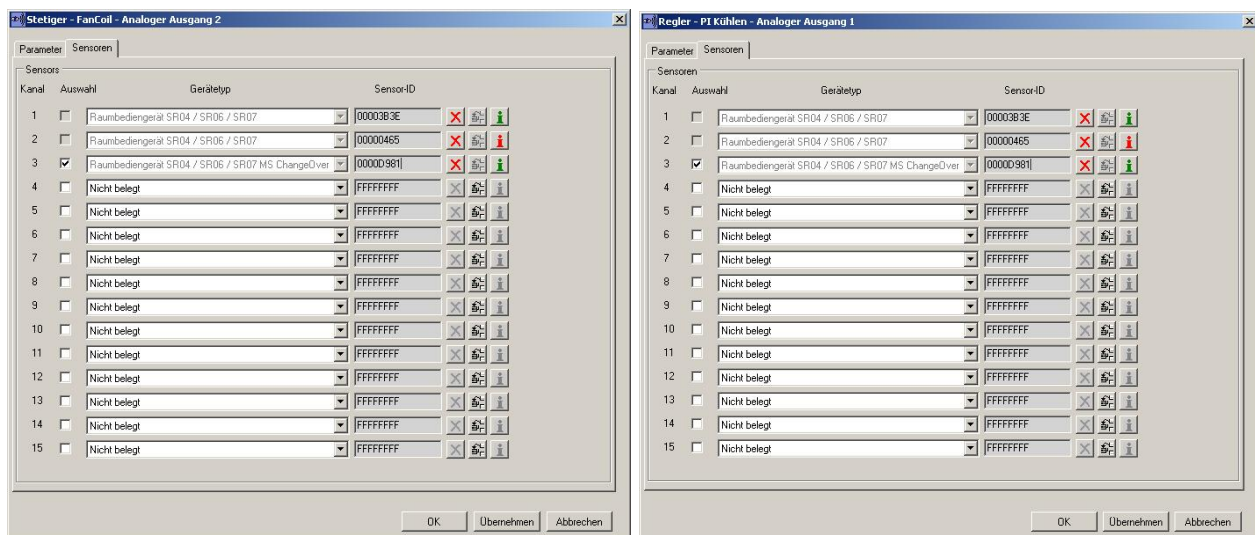 Stetiger - FanCoil - Analoger Ausgang 2
Parameter Sensoren
Sensors
Kanal Auswahl Gerätetyp Sensor-ID
1 Raumbediengerät SR04 / SR06 / SR07 00003B3E
2 Raumbediengerät SR04 / SR06 / SR07 00000465
3 Raumbediengerät SR04 / SR06 / SR07 MS ChangeOver 0000D981
4 Nicht belegt FFFFFFFF
5 Nicht belegt FFFFFFFF
6 Nicht belegt FFFFFFFF
7 Nicht belegt FFFFFFFF
8 Nicht belegt FFFFFFFF
9 Nicht belegt FFFFFFFF
10 Nicht belegt FFFFFFFF
11 Nicht belegt FFFFFFFF
12 Nicht belegt FFFFFFFF
13 Nicht belegt FFFFFFFF
14 Nicht belegt FFFFFFFF
15 Nicht belegt FFFFFFFF
OK Übernehmen Abbrechen
Regler - PI Kühlen - Analoger Ausgang 1
Parameter Sensoren
Sensoren
Kanal Auswahl Gerätetyp Sensor-ID
1 Raumbediengerät SR04 / SR06 / SR07 00003B3E
2 Raumbediengerät SR04 / SR06 / SR07 00000465
3 Raumbediengerät SR04 / SR06 / SR07 MS ChangeOver 0000D981
4 Nicht belegt FFFFFFFF
5 Nicht belegt FFFFFFFF
6 Nicht belegt FFFFFFFF
7 Nicht belegt FFFFFFFF
8 Nicht belegt FFFFFFFF
9 Nicht belegt FFFFFFFF
10 Nicht belegt FFFFFFFF
11 Nicht belegt FFFFFFFF
12 Nicht belegt FFFFFFFF
13 Nicht belegt FFFFFFFF
14 Nicht belegt FFFFFFFF
15 Nicht belegt FFFFFFFF
OK Übernehmen Abbrechen